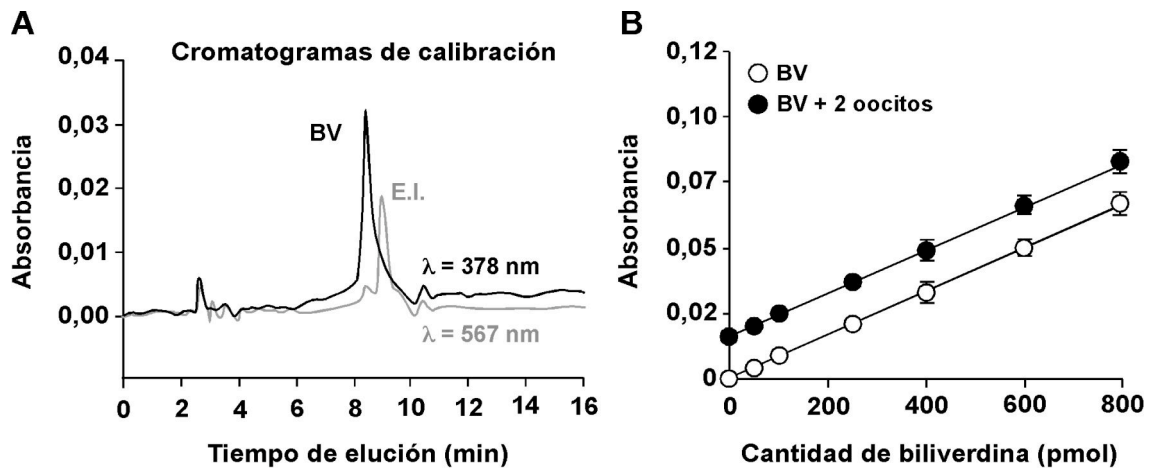 A
Cromatogramas de calibración
Absorbancia
0,04
0,03
0,02
0,01
0,00
BV
E.I.
λ = 378 nm
λ = 567 nm
0 2 4 6 8 10 12 14 16
Tiempo de elución (min)
B
BV
BV + 2 oocitos
Absorbancia
0,12
0,10
0,07
0,05
0,02
0
0 200 400 600 800
Cantidad de biliverdina (pmol)